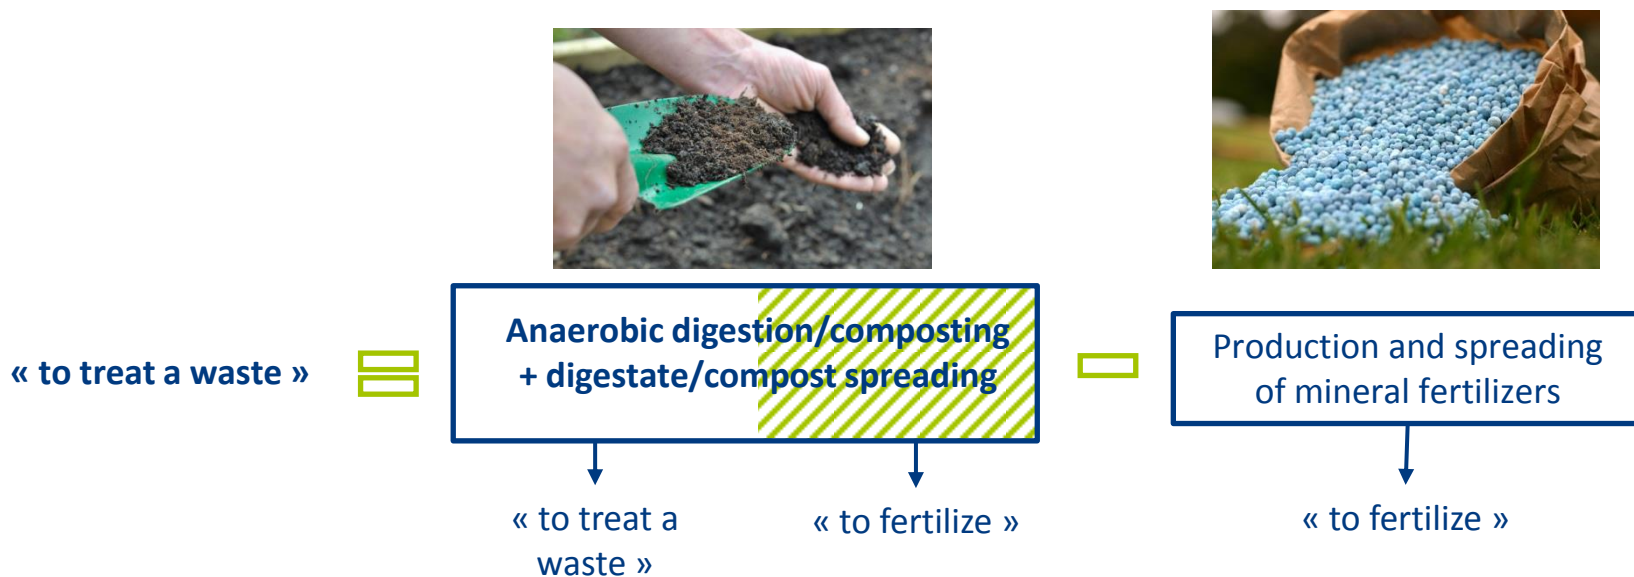 « to treat a waste »
Anaerobic digestion/composting
+ digestate/compost spreading
Production and spreading
of mineral fertilizers
« to treat a
waste »
« to fertilize »
« to fertilize »